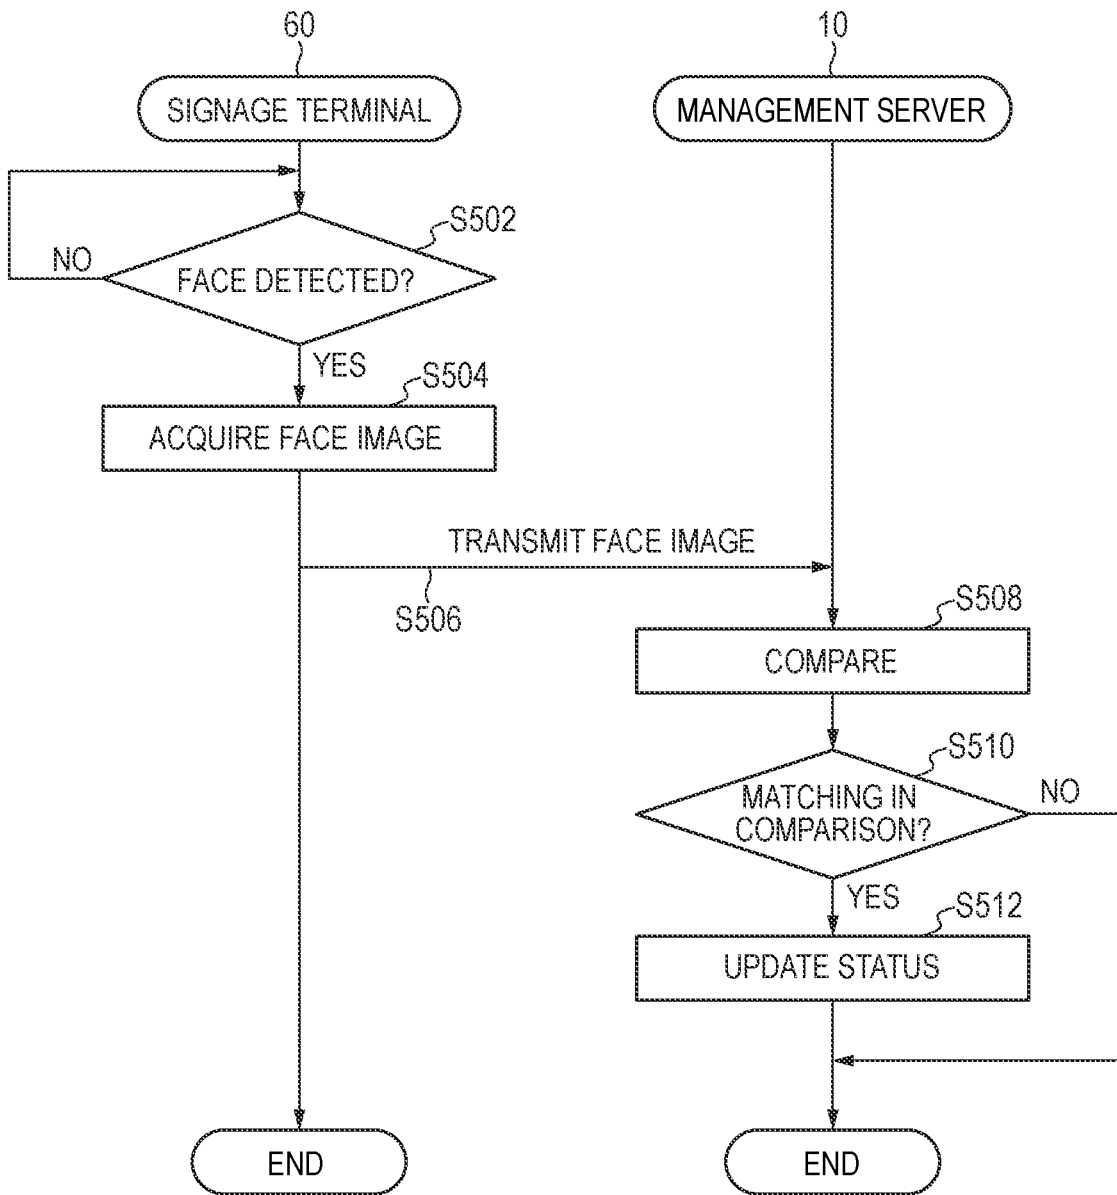 60
10
SIGNAGE TERMINAL
MANAGEMENT SERVER
S502
NO
FACE DETECTED?
YES
S504
ACQUIRE FACE IMAGE
TRANSMIT FACE IMAGE
S506
S508
COMPARE
S510
MATCHING IN
COMPARISON?
NO
YES
S512
UPDATE STATUS
END
END